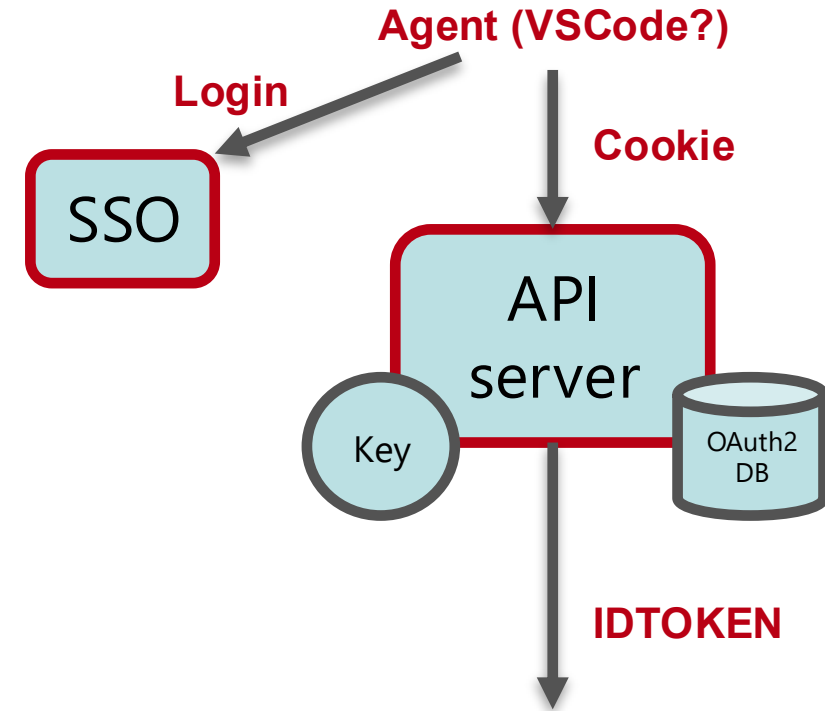 Agent (VSCode?)
Login
Cookie
SSO
API
server
Key
OAuth2
DB
IDTOKEN